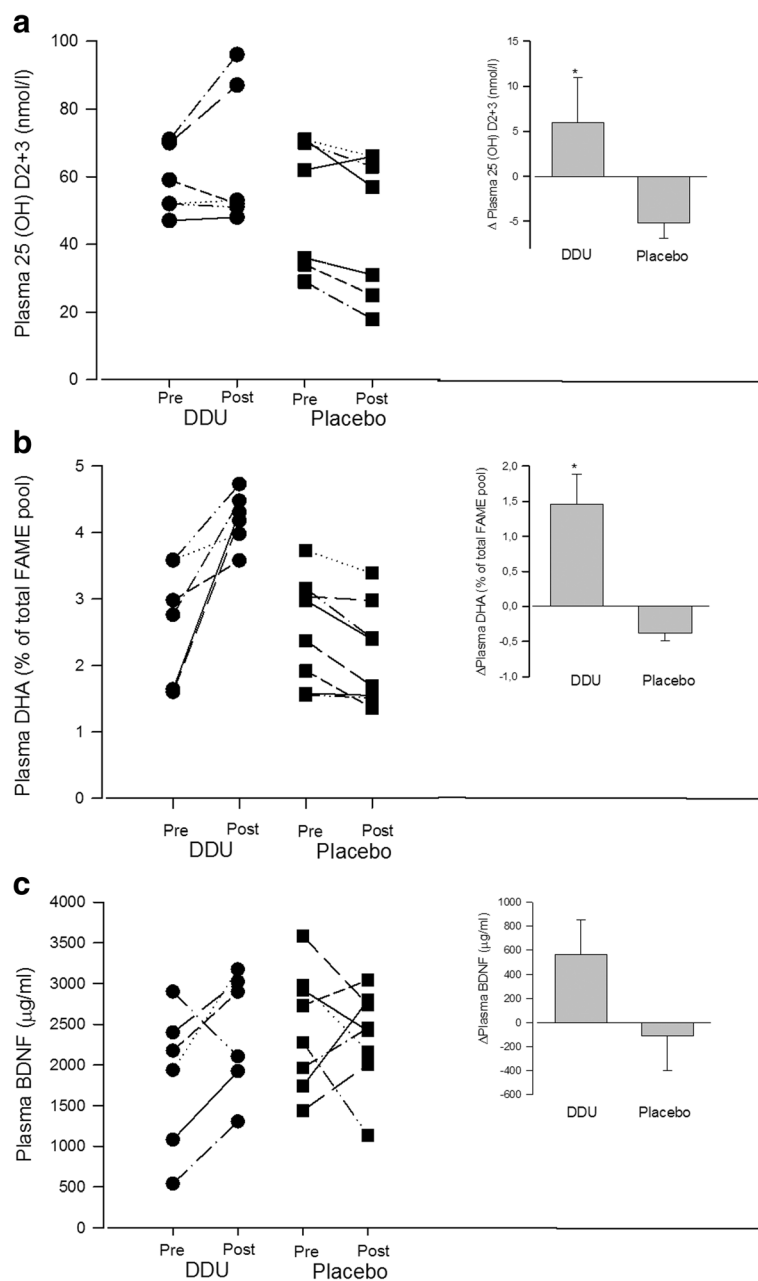 a
Plasma 25 (OH) D2+3 (nmol/l)
100
80
60
40
20
0
Pre
Post
Pre
Post
DDU
Placebo
Δ Plasma 25 (OH) D2+3 (nmol/l)
15
10
5
0
-5
*
DDU
Placebo
b
Plasma DHA (% of total FAME pool)
5
4
3
2
1
0
Pre
Post
Pre
Post
DDU
Placebo
ΔPlasma DHA (% of total FAME pool)
2,0
1,5
1,0
0,5
0,0
-0,5
-1,0
*
DDU
Placebo
c
Plasma BDNF (µg/ml)
4000
3500
3000
2500
2000
1500
1000
500
0
Pre
Post
Pre
Post
DDU
Placebo
ΔPlasma BDNF (µg/ml)
1000
800
600
400
200
0
-200
-400
-600
DDU
Placebo